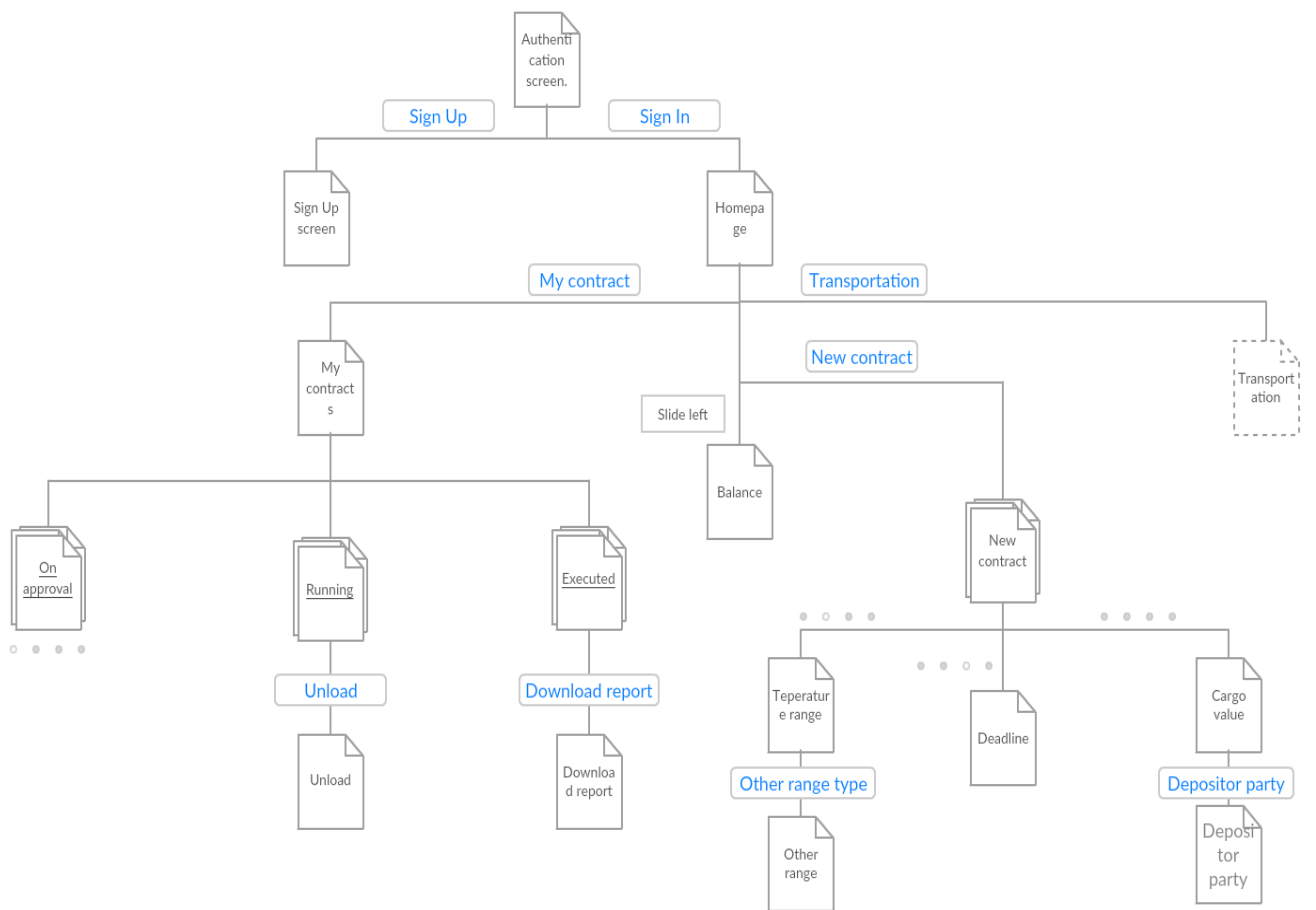 Authenti
cation
screen.
Sign Up
Sign In
Sign Up
screen
Homepa
ge
My contract
Transportation
My
contract
s
New contract
Transport
ation
Slide left
Balance
On
approval
Running
Executed
New
contract
Unload
Download report
Teperatur
e range
Deadline
Cargo
value
Unload
Downloa
d report
Other range type
Depositor party
Other
range
Deposi
tor
party